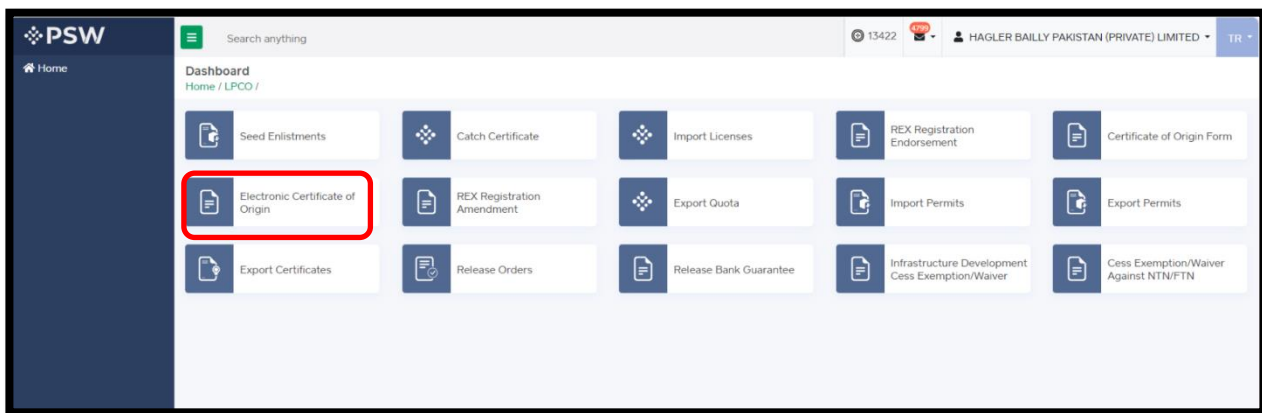 PSW
Search anything
13422
4799
HAGLER BAILLY PAKISTAN (PRIVATE) LIMITED
TR
Home
Dashboard
Home / LPCO /
Seed Enlistments
Catch Certificate
Import Licenses
REX Registration
Endorsement
Certificate of Origin Form
Electronic Certificate of
Origin
REX Registration
Amendment
Export Quota
Import Permits
Export Permits
Export Certificates
Release Orders
Release Bank Guarantee
Infrastructure Development
Cess Exemption/Waiver
Cess Exemption/Waiver
Against NTN/FTN